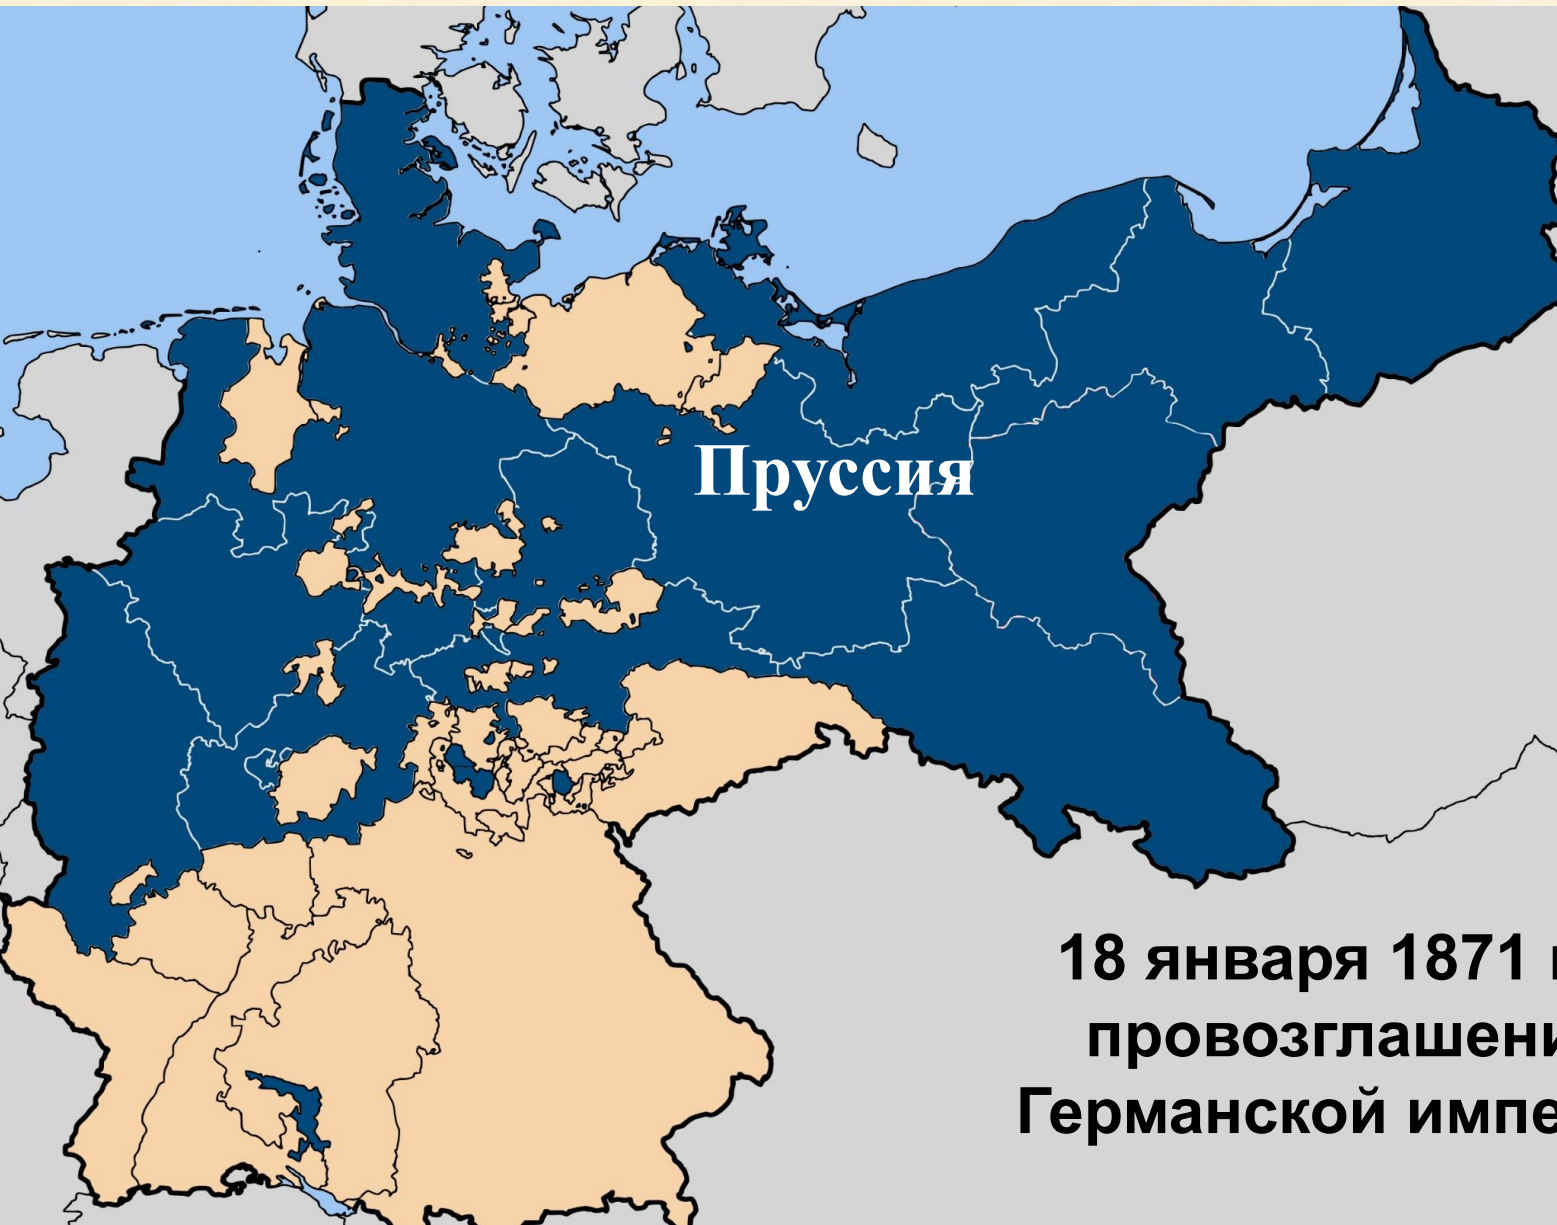 Пруссия
18 января 1871
провозглашени
Германской импе